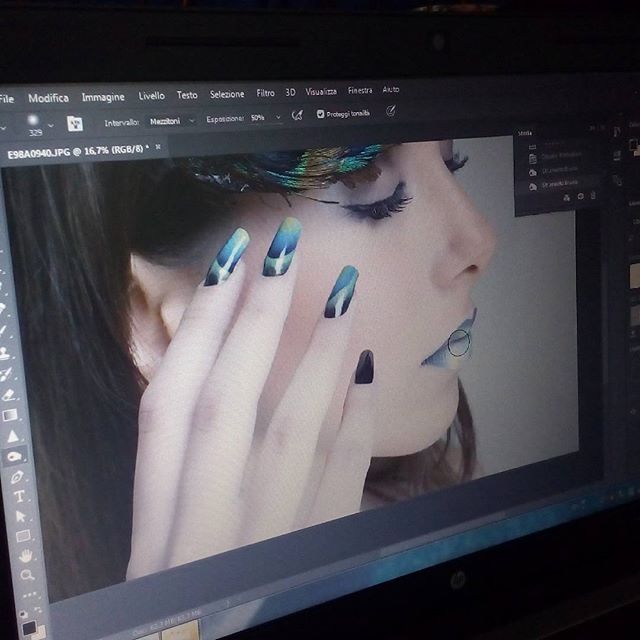 File Modifica Immagine Livello Testo Selezione Filtro 3D Visualizza Finestra Aiuto
329 Intervallo: Mezzitoni Esposizione: 50% Proteggi tonalità
E98A0940.JPG @ 16.7% (RGB/8) *
Storia
hp